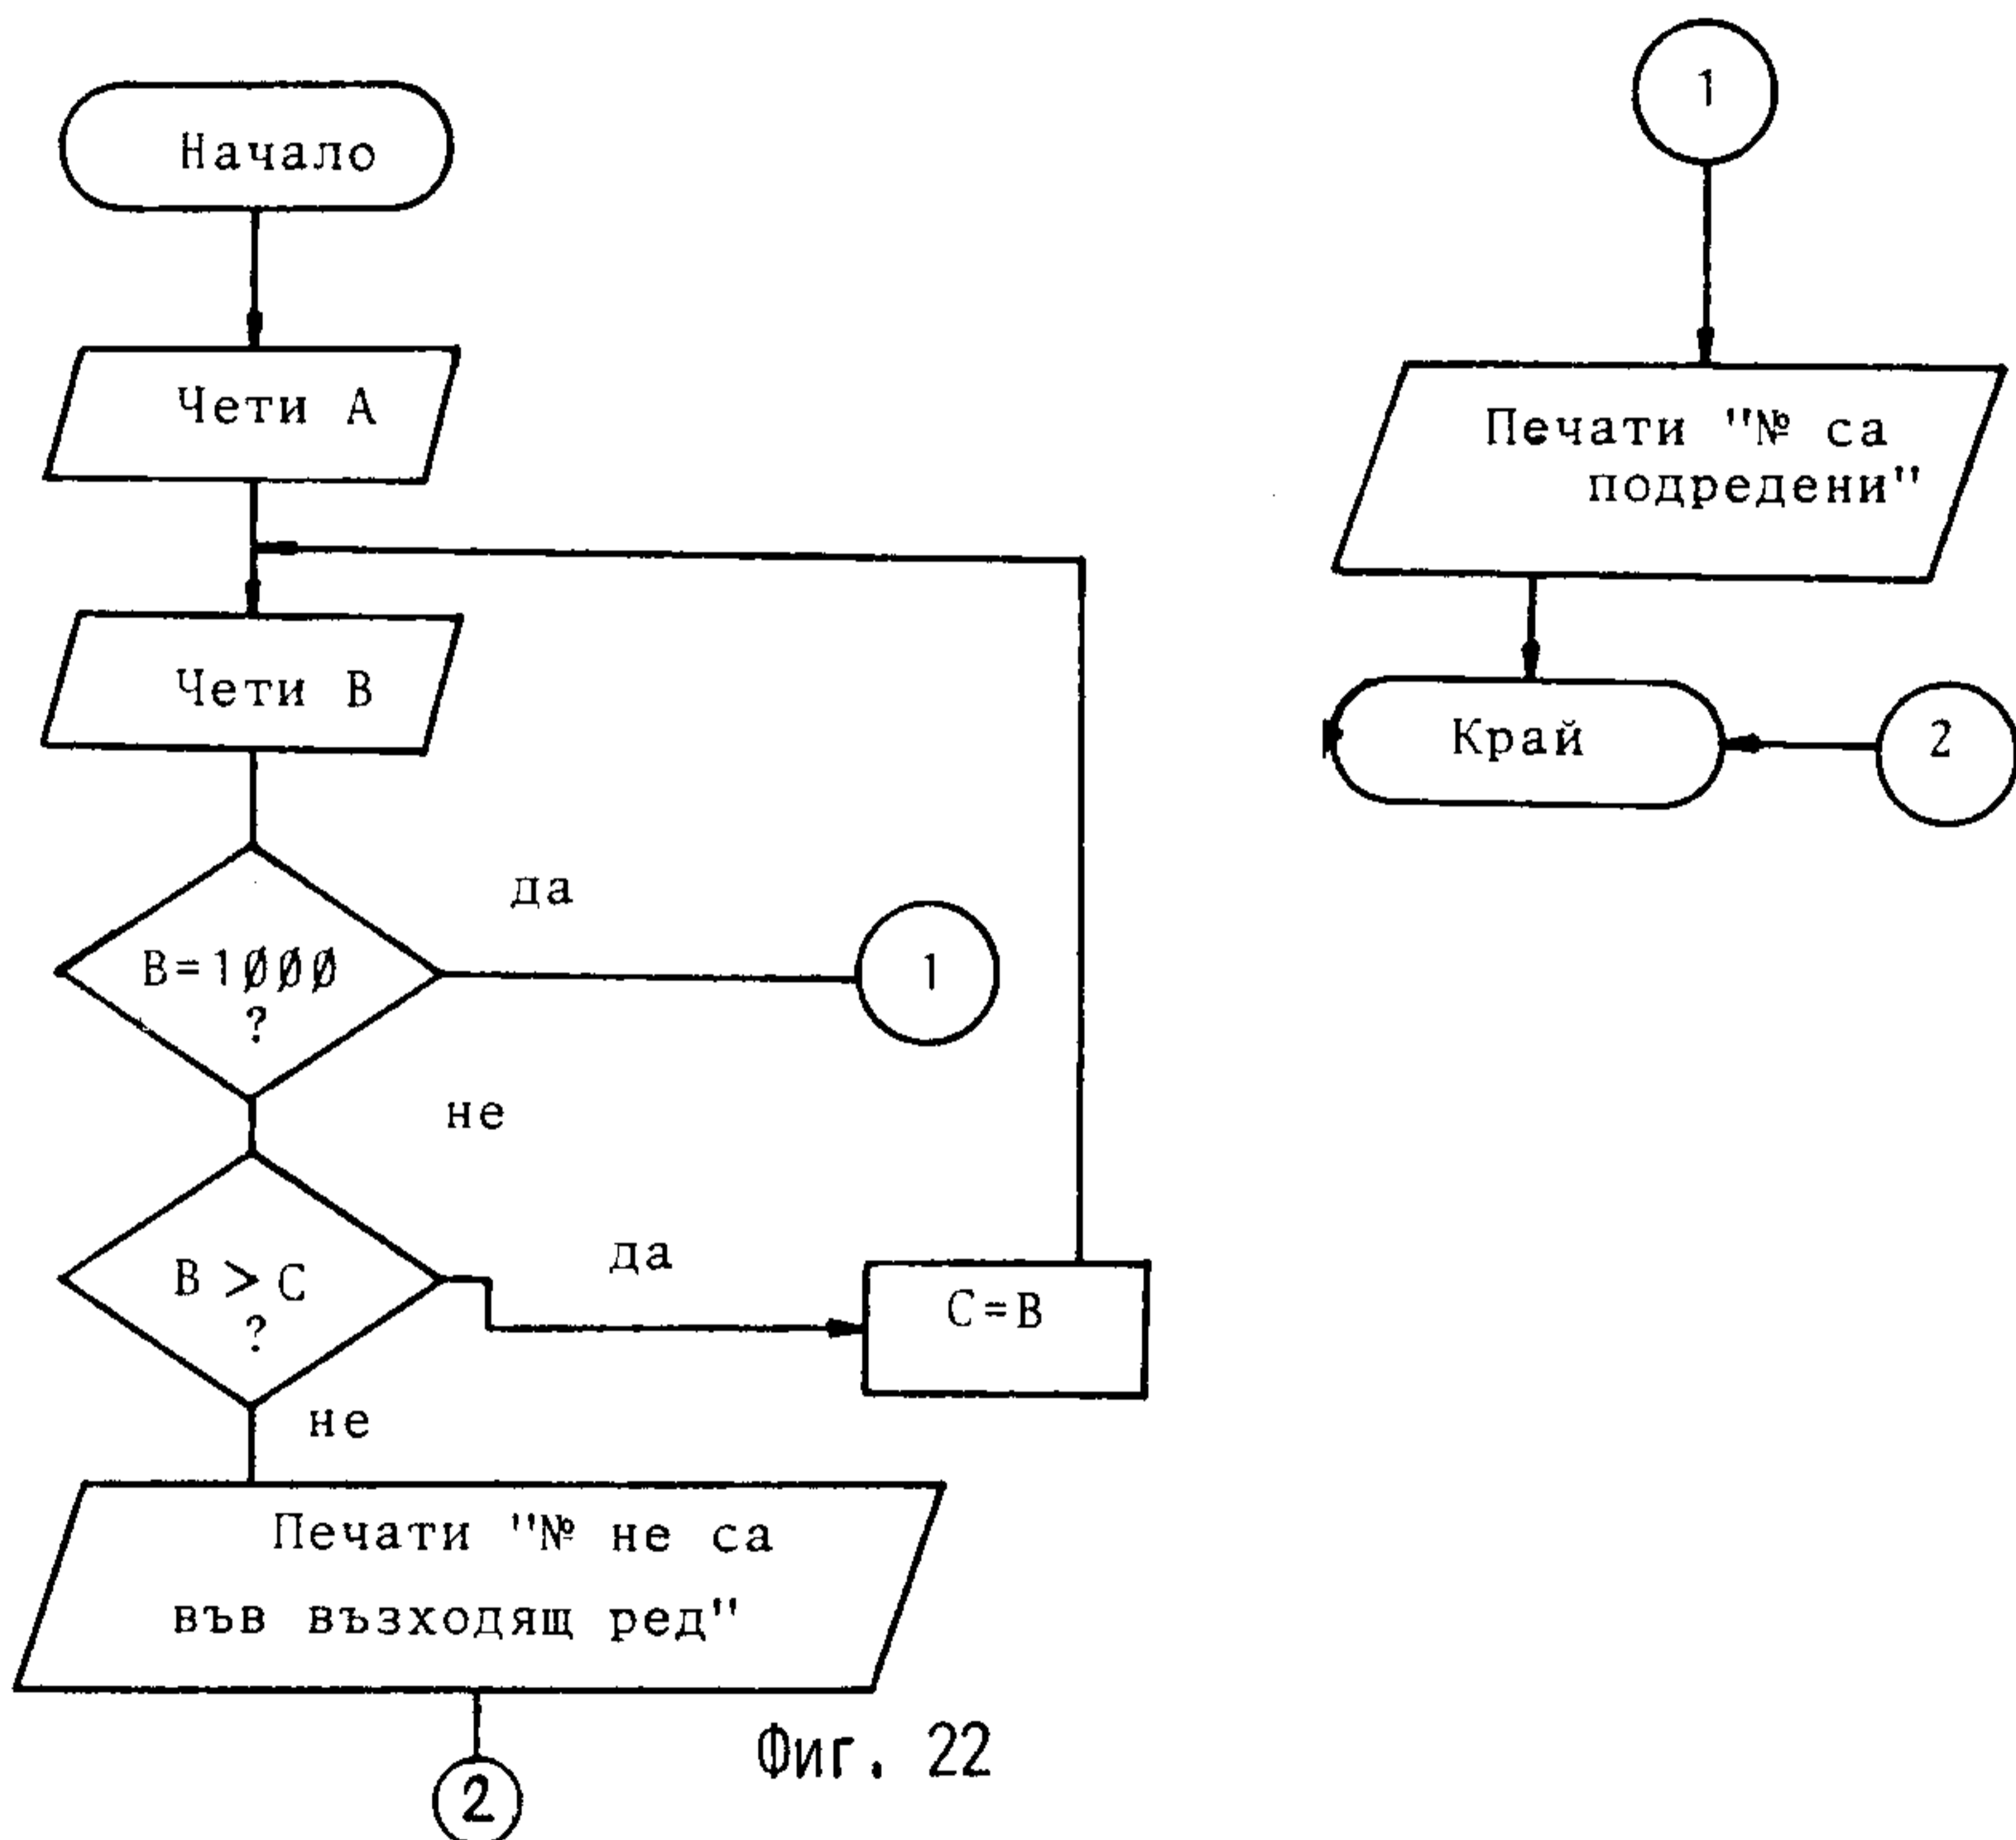 Начало
Чети А
Чети В
В=1000
?
да
1
не
В > С
?
да
С=В
не
Печати "№ не са
във възходящ ред"
2
1
Печати "№ са
подредени"
Край
2
Фиг. 22